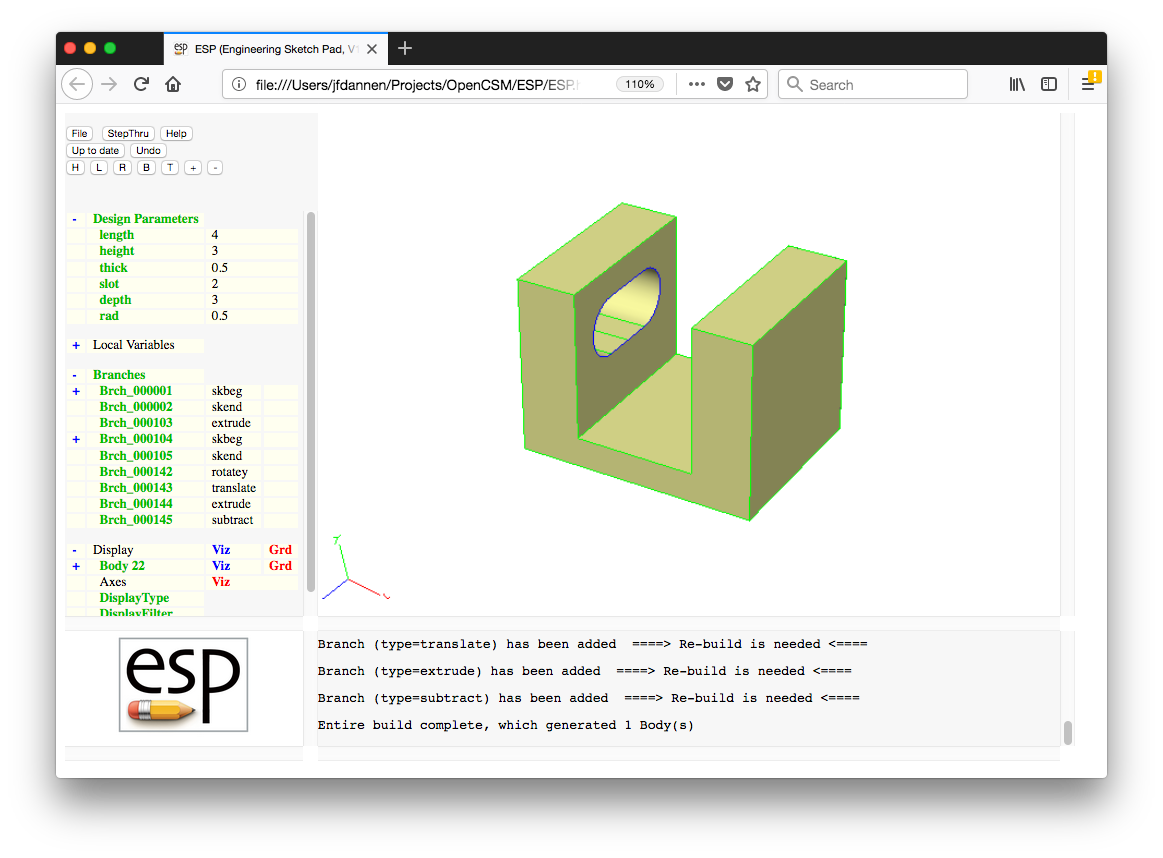 esp ESP (Engineering Sketch Pad, V1
file:///Users/jfdannen/Projects/OpenCSM/ESP/ESP.
110%
Search
File StepThru Help
Up to date Undo
H L R B T + -
- Design Parameters
length 4
height 3
thick 0.5
slot 2
depth 3
rad 0.5
+ Local Variables
- Branches
+ Brch_000001 skbeg
Brch_000002 skend
Brch_000103 extrude
+ Brch_000104 skbeg
Brch_000105 skend
Brch_000142 rotatey
Brch_000143 translate
Brch_000144 extrude
Brch_000145 subtract
- Display Viz Grd
+ Body 22 Viz Grd
Axes Viz
DisplayType
DisplayFilter
esp
Branch (type=translate) has been added ====> Re-build is needed <====
Branch (type=extrude) has been added ====> Re-build is needed <====
Branch (type=subtract) has been added ====> Re-build is needed <====
Entire build complete, which generated 1 Body(s)